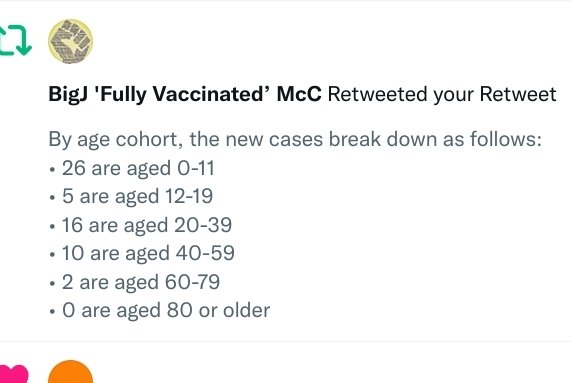 BigJ 'Fully Vaccinated’ McC Retweeted your Retweet
By age cohort, the new cases break down as follows:
• 26 are aged 0-11
• 5 are aged 12-19
• 16 are aged 20-39
• 10 are aged 40-59
• 2 are aged 60-79
• 0 are aged 80 or older